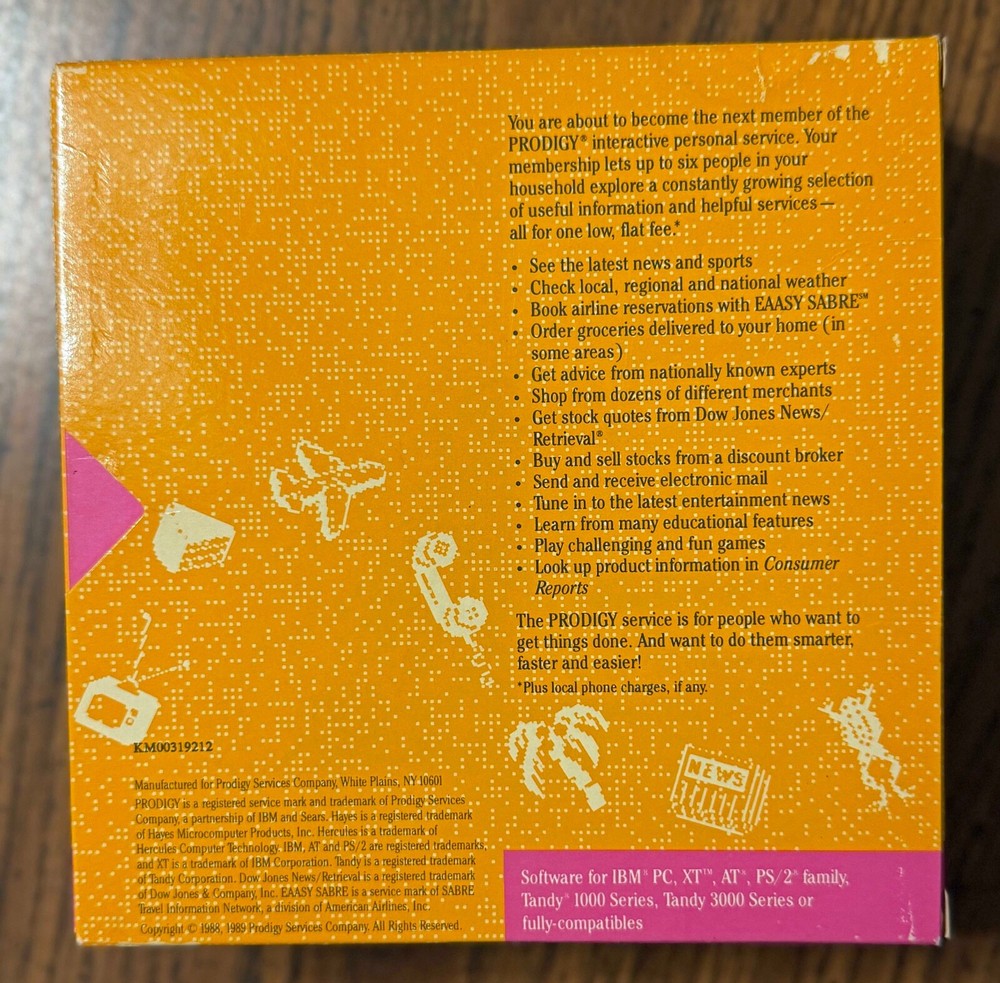 You are about to become the next member of the
PRODIGY® interactive personal service. Your
membership lets up to six people in your
household explore a constantly growing selection
of useful information and helpful services—
all for one low, flat fee.*
• See the latest news and sports
• Check local, regional and national weather
• Book airline reservations with EAASY SABRE℠
• Order groceries delivered to your home (in
some areas)
• Get advice from nationally known experts
• Shop from dozens of different merchants
• Get stock quotes from Dow Jones News/
Retrieval®
• Buy and sell stocks from a discount broker
• Send and receive electronic mail
• Tune in to the latest entertainment news
• Learn from many educational features
• Play challenging and fun games
• Look up product information in Consumer
Reports
The PRODIGY service is for people who want to
get things done. And want to do them smarter,
faster and easier!
*Plus local phone charges, if any.
NEWS
KM00319212
Manufactured for Prodigy Services Company, White Plains, NY 10601
PRODIGY is a registered service mark and trademark of Prodigy Services
Company, a partnership of IBM and Sears. Hayes is a registered trademark
of Hayes Microcomputer Products, Inc. Hercules is a trademark of
Hercules Computer Technology. IBM, AT and PS/2 are registered trademarks,
and XT is a trademark of IBM Corporation. Tandy is a registered trademark
of Tandy Corporation. Dow Jones News/Retrieval is a registered trademark
of Dow Jones & Company, Inc. EAASY SABRE is a service mark of SABRE
Travel Information Network, a division of American Airlines, Inc.
Copyright © 1988, 1989 Prodigy Services Company. All Rights Reserved.
Software for IBM® PC, XT™, AT®, PS/2® family,
Tandy® 1000 Series, Tandy 3000 Series or
fully-compatibles